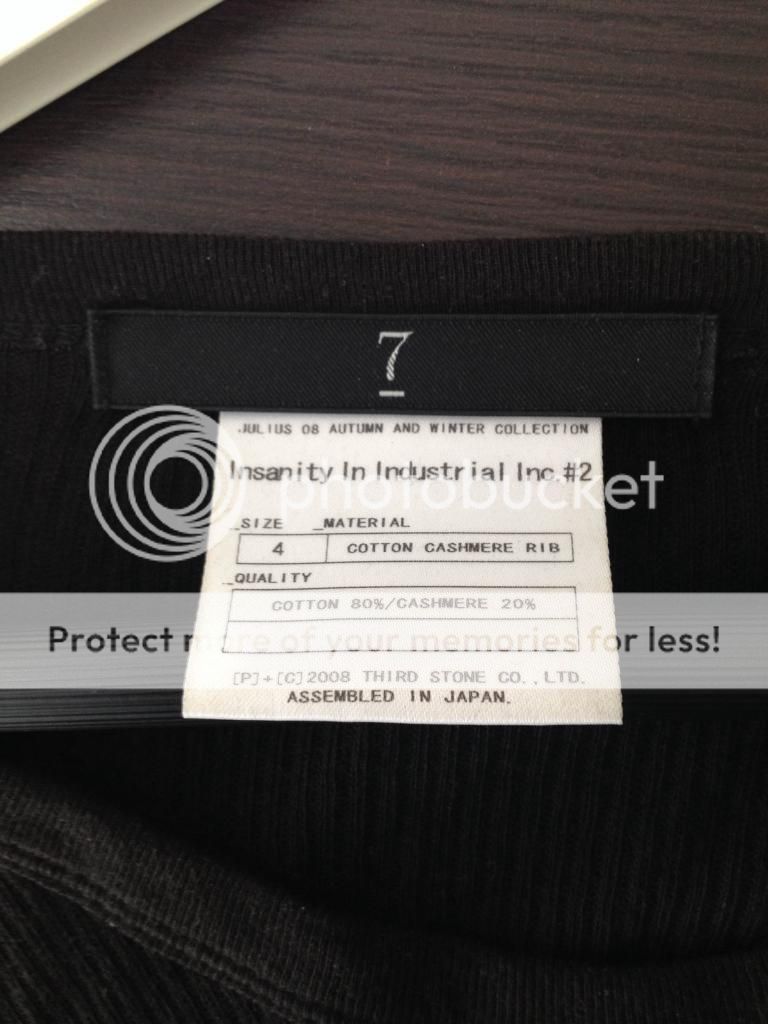 7
JULIUS 08 AUTUMN AND WINTER COLLECTION
Insanity In Industrial Inc.#2
photobucket
_SIZE _MATERIAL
4 COTTON CASHMERE RIB
_QUALITY
COTTON 80%/CASHMERE 20%
Protect more of your memories for less!
[P]+[C]2008 THIRD STONE CO.,LTD.
ASSEMBLED IN JAPAN.